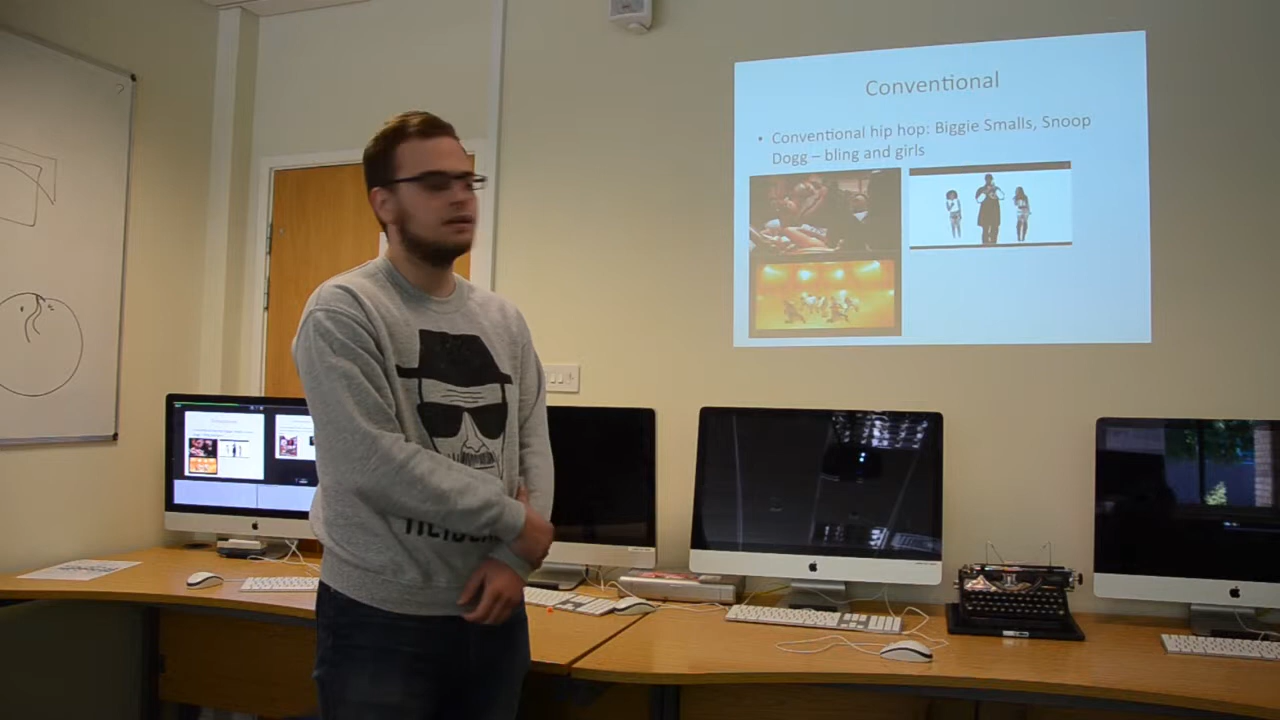 Conventional
• Conventional hip hop: Biggie Smalls, Snoop
Dogg – bling and girls